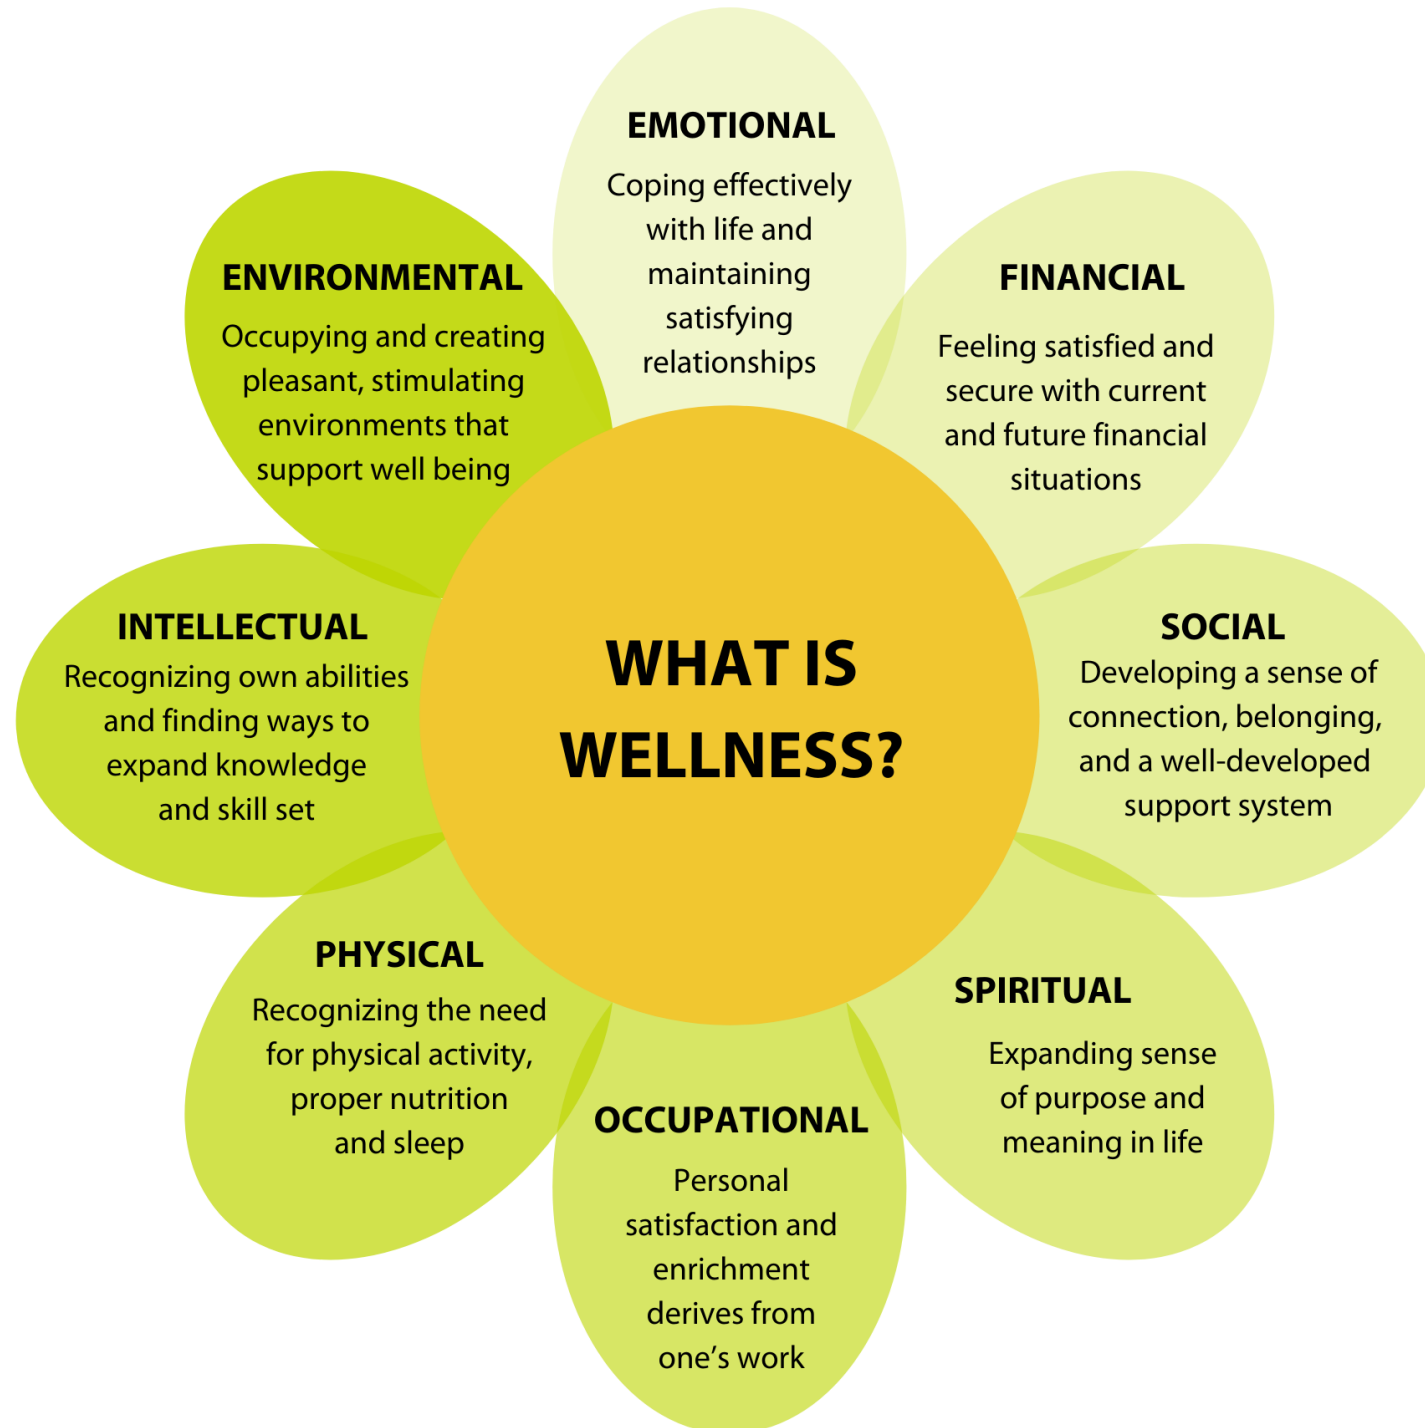 EMOTIONAL
Coping effectively
with life and
maintaining
satisfying
relationships
FINANCIAL
Feeling satisfied and
secure with current
and future financial
situations
SOCIAL
Developing a sense of
connection, belonging,
and a well-developed
support system
SPIRITUAL
Expanding sense
of purpose and
meaning in life
OCCUPATIONAL
Personal
satisfaction and
enrichment
derives from
one’s work
PHYSICAL
Recognizing the need
for physical activity,
proper nutrition
and sleep
INTELLECTUAL
Recognizing own abilities
and finding ways to
expand knowledge
and skill set
ENVIRONMENTAL
Occupying and creating
pleasant, stimulating
environments that
support well being
WHAT IS
WELLNESS?